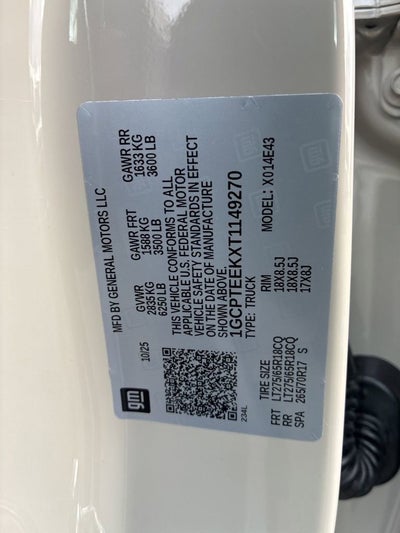 gm
MFD BY GENERAL MOTORS LLC
10/25
GVWR GAWR FRT GAWR RR
2835 KG 1588 KG 1633 KG
6250 LB 3500 LB 3600 LB
THIS VEHICLE CONFORMS TO ALL
APPLICABLE U.S. FEDERAL MOTOR
VEHICLE SAFETY STANDARDS IN EFFECT
ON THE DATE OF MANUFACTURE
SHOWN ABOVE.
1GCPTEEKXT1149270
TYPE: TRUCK MODEL: X014E43
234L
TIRE SIZE RIM
FRT LT275/65R18CQ 18X8.5J
RR LT275/65R18CQ 18X8.5J
SPA 265/70R17 S 17X8J